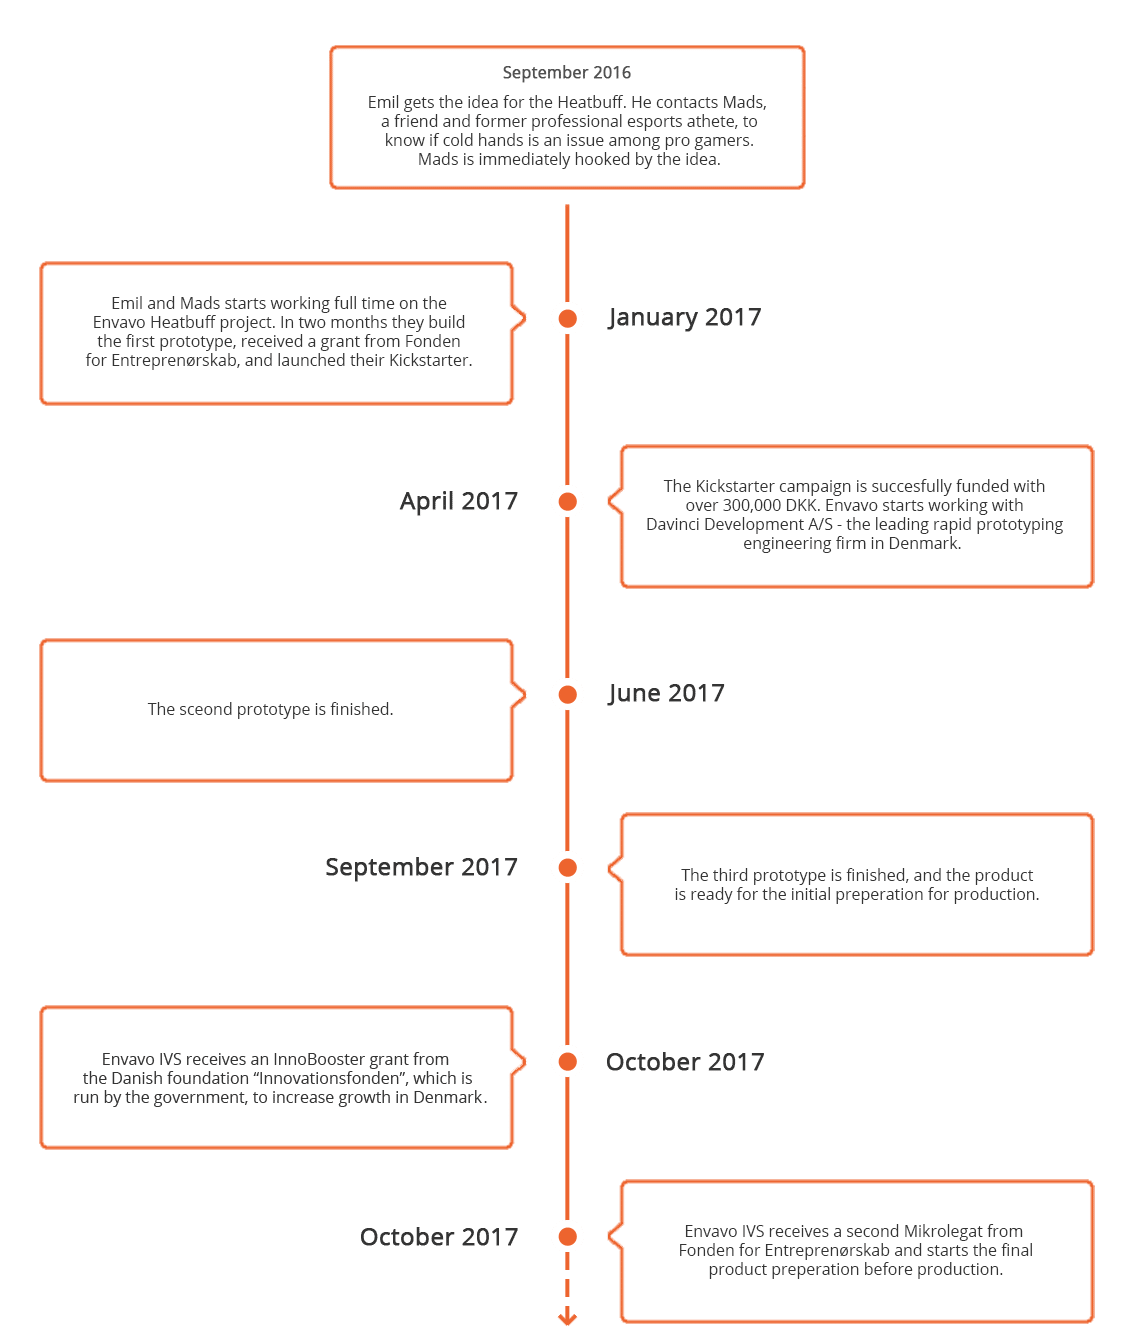 September 2016
Emil gets the idea for the Heatbuff. He contacts Mads,
a friend and former professional esports athete, to
know if cold hands is an issue among pro gamers.
Mads is immediately hooked by the idea.
January 2017
Emil and Mads starts working full time on the
Envavo Heatbuff project. In two months they build
the first prototype, received a grant from Fonden
for Entreprenørskab, and launched their Kickstarter.
April 2017
The Kickstarter campaign is succesfully funded with
over 300,000 DKK. Envavo starts working with
Davinci Development A/S - the leading rapid prototyping
engineering firm in Denmark.
June 2017
The sceond prototype is finished.
September 2017
The third prototype is finished, and the product
is ready for the initial preperation for production.
October 2017
Envavo IVS receives an InnoBooster grant from
the Danish foundation “Innovationsfonden”, which is
run by the government, to increase growth in Denmark.
October 2017
Envavo IVS receives a second Mikrolegat from
Fonden for Entreprenørskab and starts the final
product preperation before production.